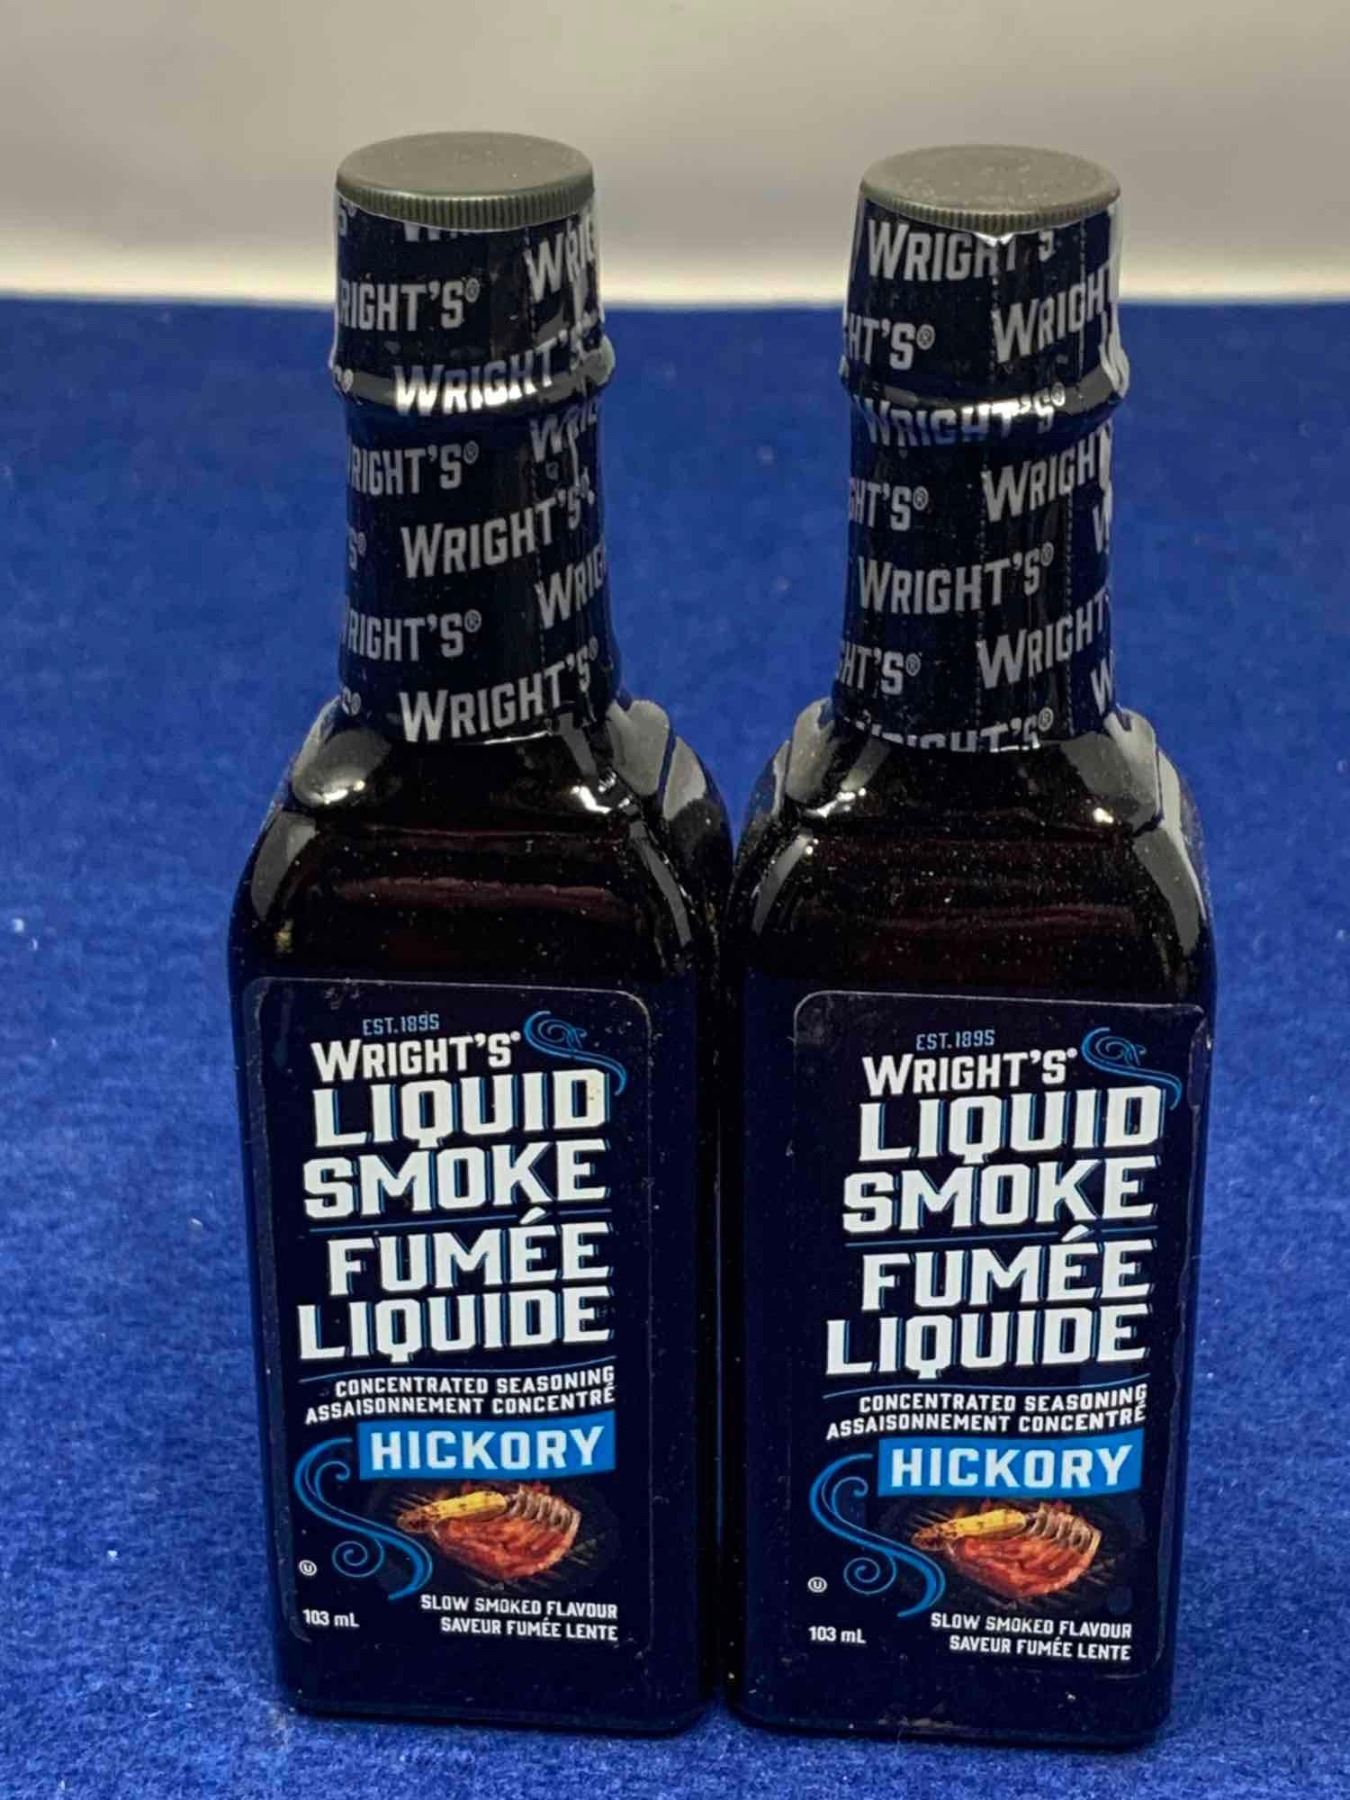 WRIGHT'S®
WRIGHT'S
WRIGHT'S®
WRIGHT'S
WRIGHT'S®
WRIGHT'S®
EST. 1895
WRIGHT'S®
LIQUID
SMOKE
FUMÉE
LIQUIDE
CONCENTRATED SEASONING
ASSAISONNEMENT CONCENTRÉ
HICKORY
U
SLOW SMOKED FLAVOUR
SAVEUR FUMÉE LENTE
103 mL
WRIGHT'S
WRIGHT'S®
WRIGHT'S®
WRIGHT'S®
EST. 1895
WRIGHT'S®
LIQUID
SMOKE
FUMÉE
LIQUIDE
CONCENTRATED SEASONING
ASSAISONNEMENT CONCENTRÉ
HICKORY
U
SLOW SMOKED FLAVOUR
SAVEUR FUMÉE LENTE
103 mL